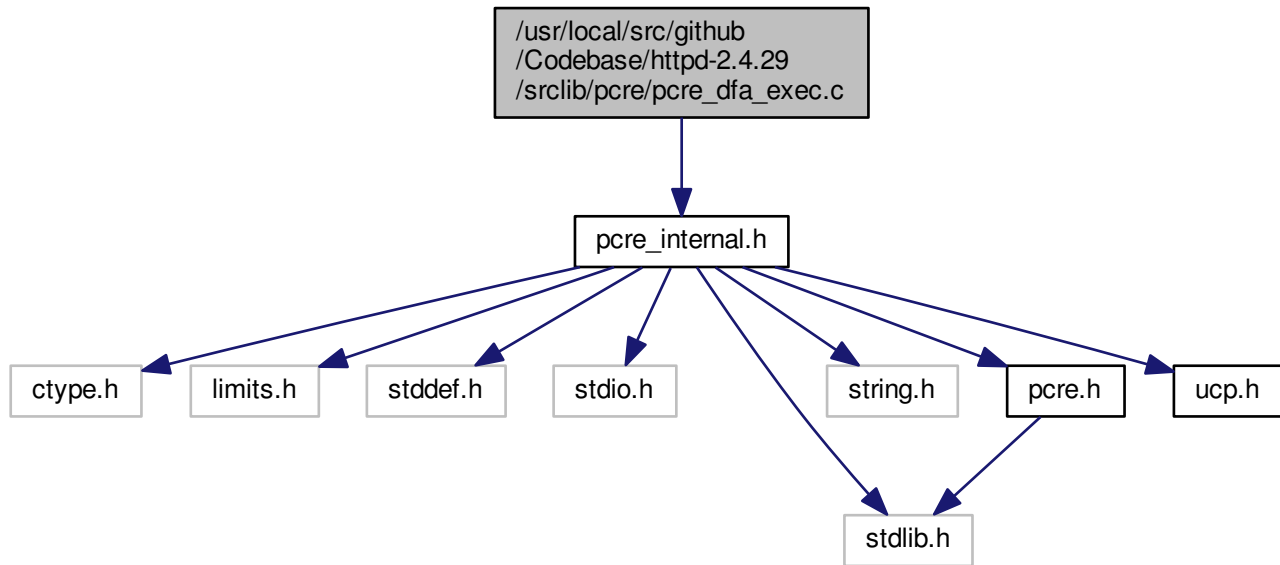 /usr/local/src/github
/Codebase/httpd-2.4.29
/srclib/pcre/pcre_dfa_exec.c
pcre_internal.h
ctype.h
limits.h
stddef.h
stdio.h
string.h
pcre.h
ucp.h
stdlib.h